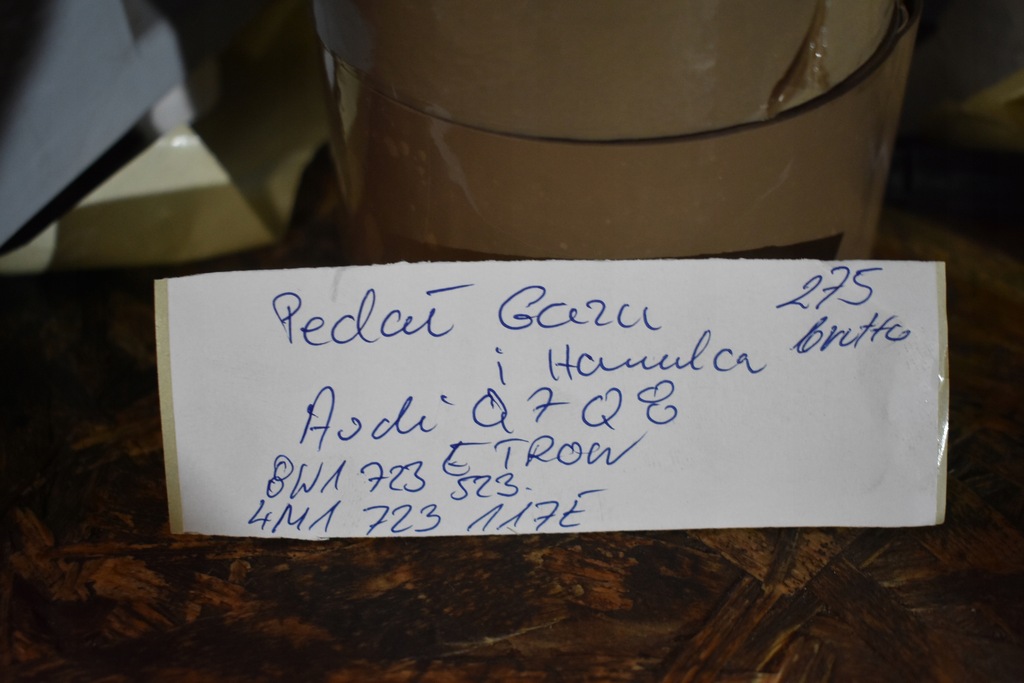 Pedał Gazu 275
i Hamulca brutto
Audi Q7 Q8
E TRON
8W1 723 523.
4M1 723 117E